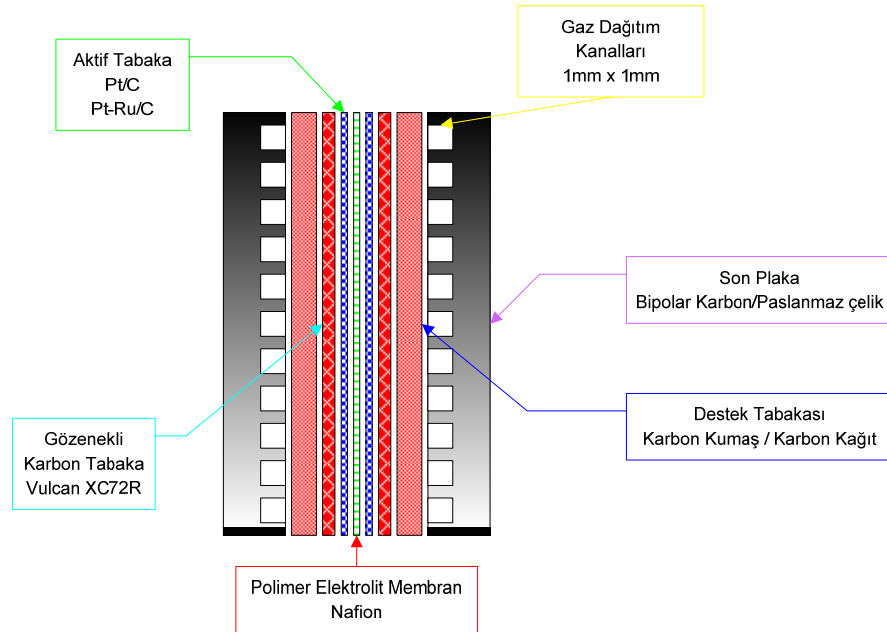 Aktif Tabaka
Pt/C
Pt-Ru/C
Gaz Dağıtım
Kanalları
1mm x 1mm
Son Plaka
Bipolar Karbon/Paslanmaz çelik
Destek Tabakası
Karbon Kumaş / Karbon Kağıt
Gözenekli
Karbon Tabaka
Vulcan XC72R
Polimer Elektrolit Membran
Nafion